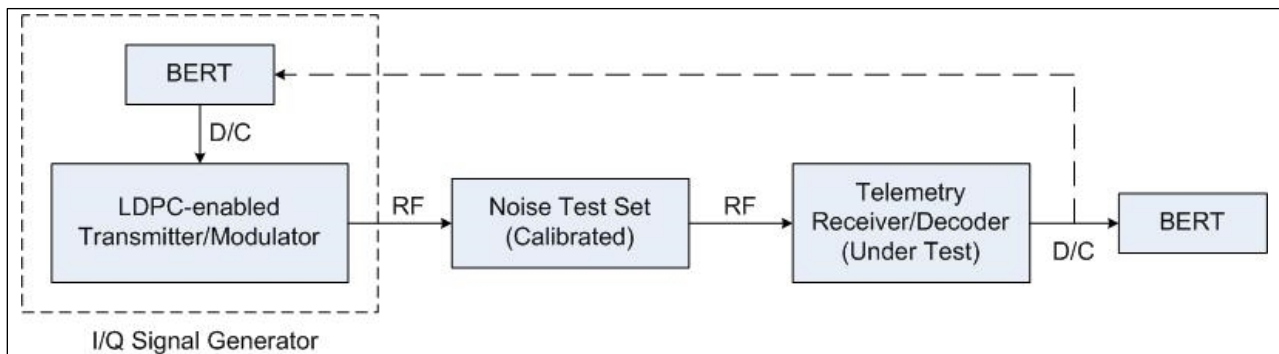 BERT
D/C
LDPC-enabled
Transmitter/Modulator
RF
Noise Test Set
(Calibrated)
RF
Telemetry
Receiver/Decoder
(Under Test)
D/C
BERT
I/Q Signal Generator